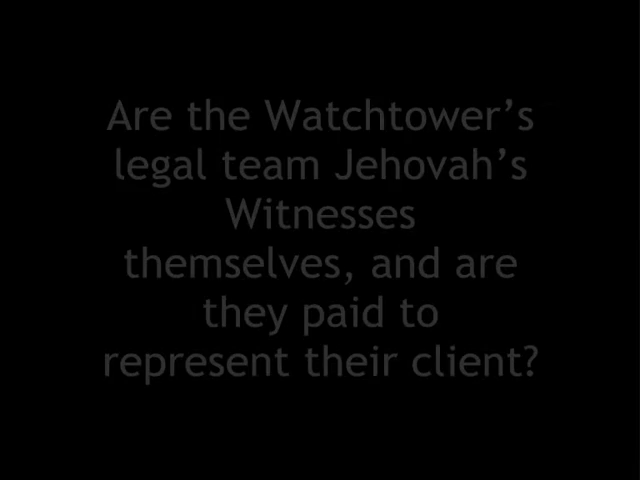 Are the Watchtower’s
legal team Jehovah’s
Witnesses
themselves, and are
they paid to
represent their client?